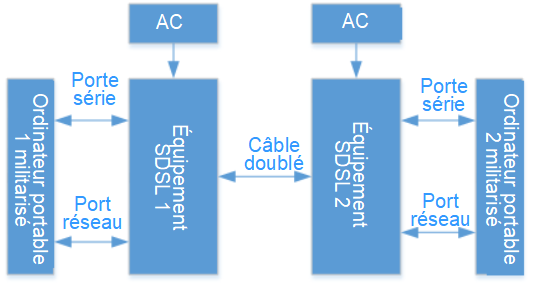 AC
AC
Ordinateur portable
1 militarisé
Porte
série
Port
réseau
Équipement
SDSL 1
Câble
doublé
Équipement
SDSL 2
Porte
série
Port
réseau
Ordinateur portable
2 militarisé